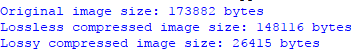 Original image size: 173882 bytes
Lossless compressed image size: 148116 bytes
Lossy compressed image size: 26415 bytes